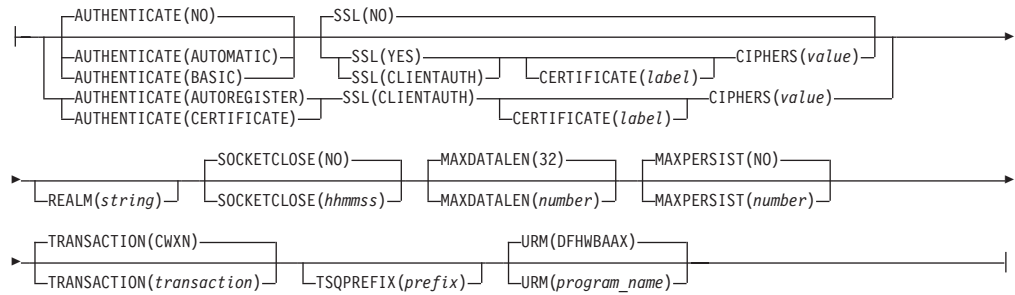 AUTHENTICATE(NO) SSL(NO)
AUTHENTICATE(AUTOMATIC) SSL(YES) CIPHERS(value)
AUTHENTICATE(BASIC) SSL(CLIENTAUTH) CERTIFICATE(label)
AUTHENTICATE(AUTOREGISTER) SSL(CLIENTAUTH) CIPHERS(value)
AUTHENTICATE(CERTIFICATE) CERTIFICATE(label)
SOCKETCLOSE(NO) MAXDATALEN(32) MAXPERSIST(NO)
REALM(string) SOCKETCLOSE(hhmmss) MAXDATALEN(number) MAXPERSIST(number)
TRANSACTION(CWXN) URM(DFHWBAAX)
TRANSACTION(transaction) TSQPREFIX(prefix) URM(program_name)